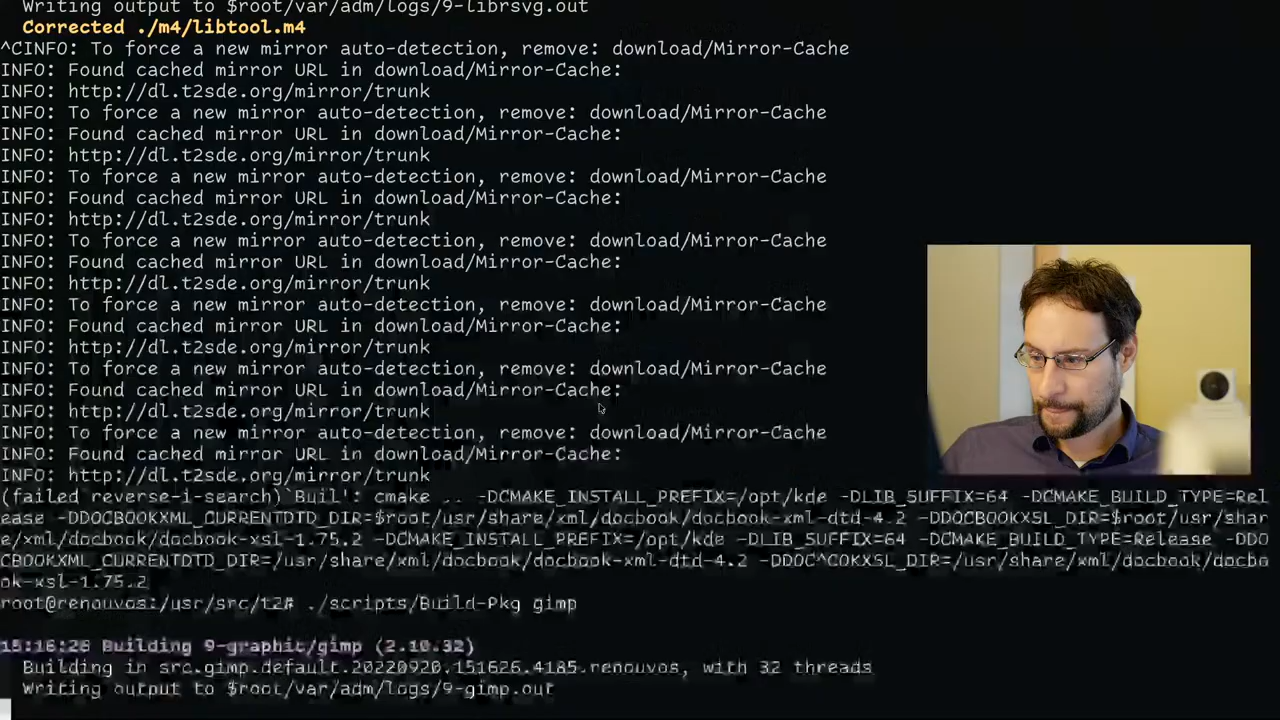 Writing output to $root/var/adm/logs/9-librsvg.out
Corrected ./m4/libtool.m4
^CINFO: To force a new mirror auto-detection, remove: download/Mirror-Cache
INFO: Found cached mirror URL in download/Mirror-Cache:
INFO: http://dl.t2sde.org/mirror/trunk
INFO: To force a new mirror auto-detection, remove: download/Mirror-Cache
INFO: Found cached mirror URL in download/Mirror-Cache:
INFO: http://dl.t2sde.org/mirror/trunk
INFO: To force a new mirror auto-detection, remove: download/Mirror-Cache
INFO: Found cached mirror URL in download/Mirror-Cache:
INFO: http://dl.t2sde.org/mirror/trunk
INFO: To force a new mirror auto-detection, remove: download/Mirror-Cache
INFO: Found cached mirror URL in download/Mirror-Cache:
INFO: http://dl.t2sde.org/mirror/trunk
INFO: To force a new mirror auto-detection, remove: download/Mirror-Cache
INFO: Found cached mirror URL in download/Mirror-Cache:
INFO: http://dl.t2sde.org/mirror/trunk
INFO: To force a new mirror auto-detection, remove: download/Mirror-Cache
INFO: Found cached mirror URL in download/Mirror-Cache:
INFO: http://dl.t2sde.org/mirror/trunk
INFO: To force a new mirror auto-detection, remove: download/Mirror-Cache
INFO: Found cached mirror URL in download/Mirror-Cache:
INFO: http://dl.t2sde.org/mirror/trunk
(failed reverse-i-search)`Buil': cmake .. -DCMAKE_INSTALL_PREFIX=/opt/kde -DLIB_SUFFIX=64 -DCMAKE_BUILD_TYPE=Rel
ease -DDOCBOOKXML_CURRENTDTD_DIR=$root/usr/share/xml/docbook/docbook-xml-dtd-4.2 -DDOCBOOKXSL_DIR=$root/usr/shar
e/xml/docbook/docbook-xsl-1.75.2 -DCMAKE_INSTALL_PREFIX=/opt/kde -DLIB_SUFFIX=64 -DCMAKE_BUILD_TYPE=Release -DDO
CBOOKXML_CURRENTDTD_DIR=/usr/share/xml/docbook/docbook-xml-dtd-4.2 -DDOC^COKXSL_DIR=/usr/share/xml/docbook/docbo
ok-xsl-1.75.2
root@renouvos:/usr/src/t2# ./scripts/Build-Pkg gimp
15:16:26 Building 9-graphic/gimp (2.10.32)
Building in src.gimp.default.20220920.151626.4185.renouvos, with 32 threads
Writing output to $root/var/adm/logs/9-gimp.out